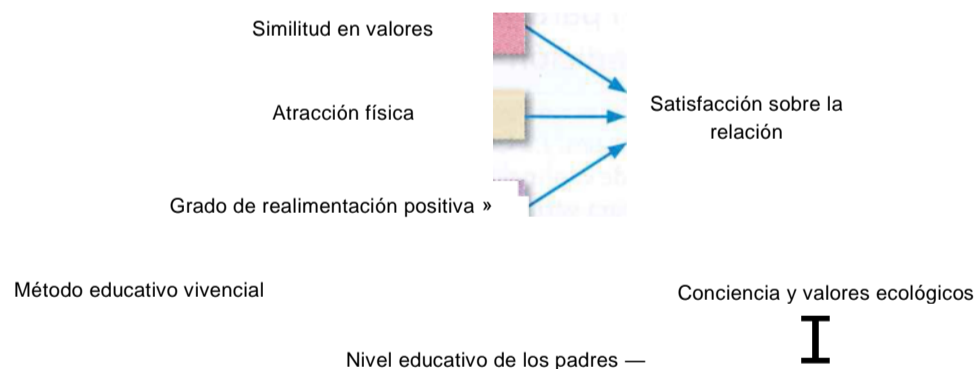 Similitud en valores
Atracción física
Satisfacción sobre la
relación
Grado de realimentación positiva »
Método educativo vivencial
Conciencia y valores ecológicos
Nivel educativo de los padres —